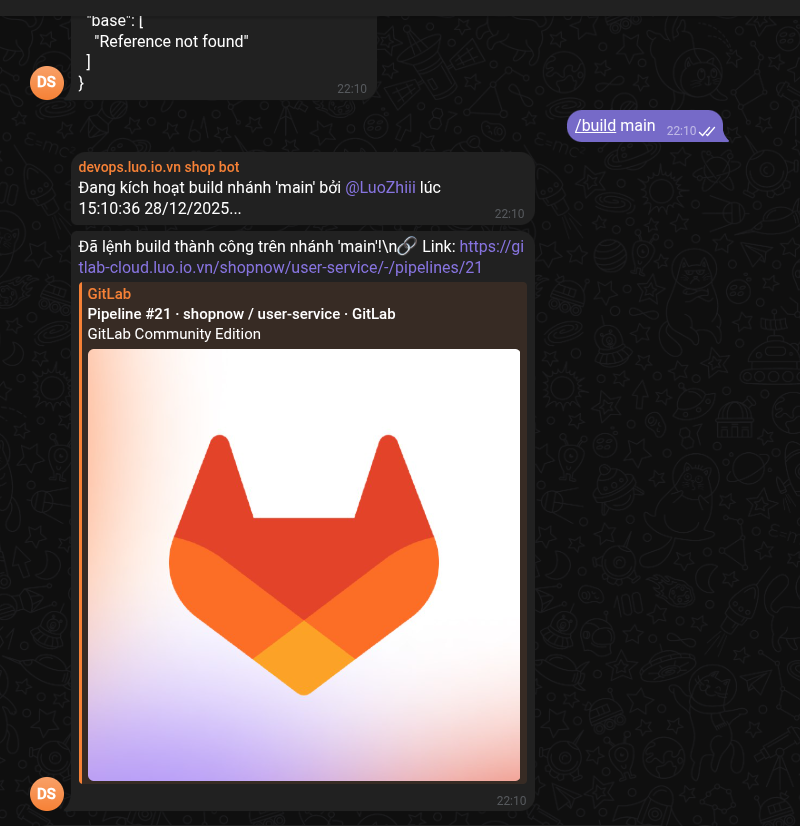 "base": [
"Reference not found"
]
}
22:10
DS
/build main
22:10
devops.luo.io.vn shop bot
Đang kích hoạt build nhánh 'main' bởi @LuoZhiii lúc
15:10:36 28/12/2025...
22:10
Đã lệnh build thành công trên nhánh 'main'!\n🔗 Link: https://gi
tlab-cloud.luo.io.vn/shopnow/user-service/-/pipelines/21
GitLab
Pipeline #21 · shopnow / user-service · GitLab
GitLab Community Edition
DS
22:10